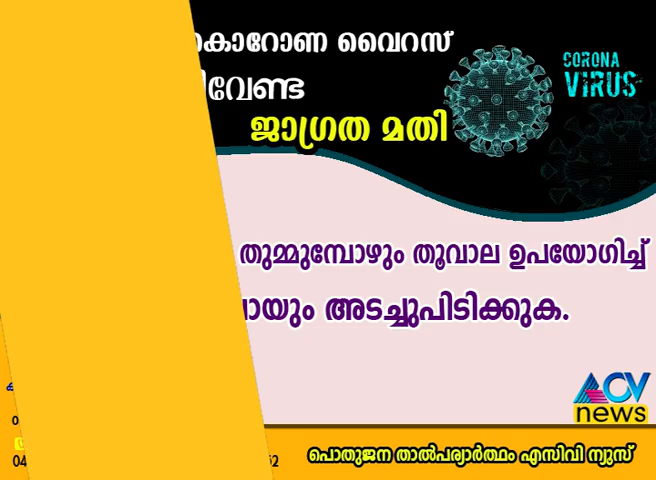 കൊറോണ വൈറസ്
CORONA
VIRUS
ജാഗ്രത മതി
തുമ്മുമ്പോഴും തൂവാല ഉപയോഗിച്ച്
അടച്ചുപിടിക്കുക.
ACV
news
പൊതുജന താൽപര്യാർത്ഥം എസിവി ന്യൂസ്